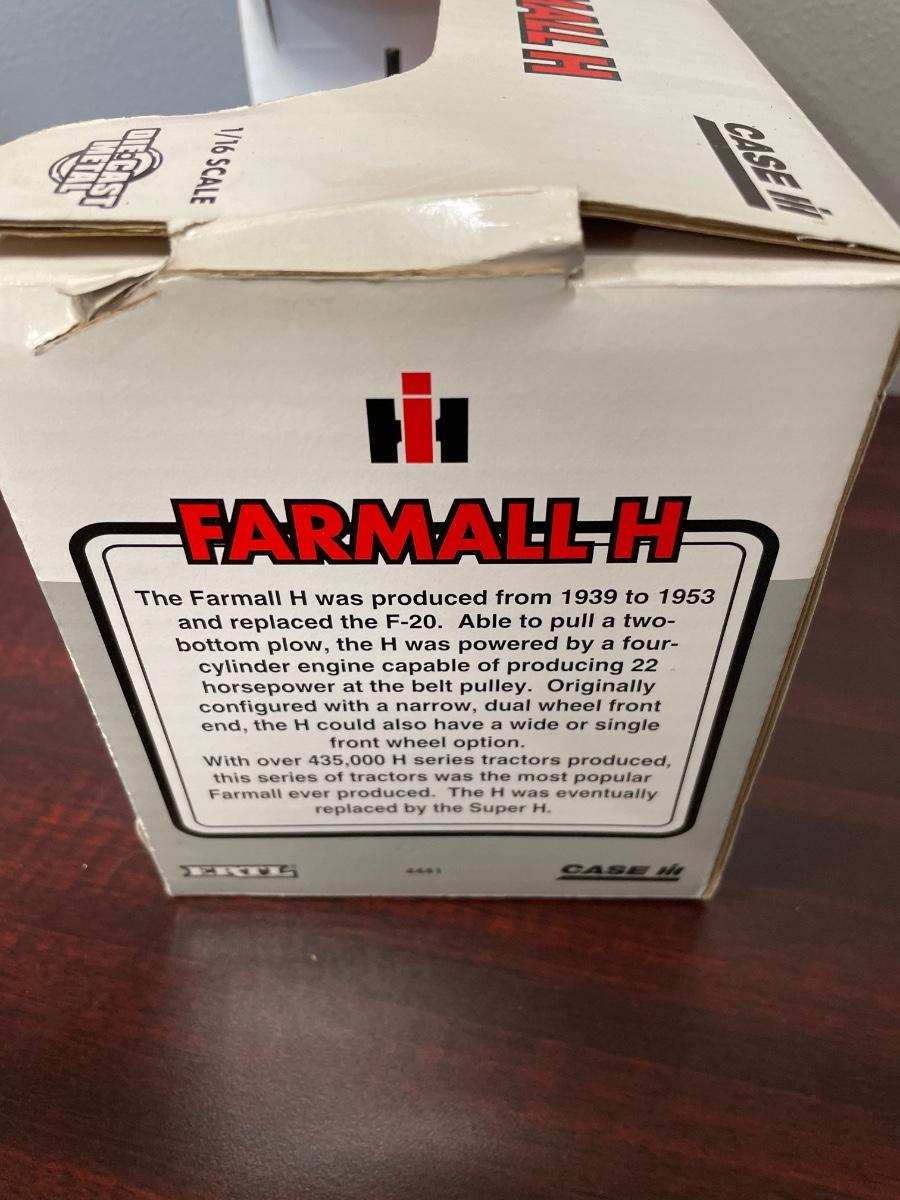 FARMALL H
CASE IH
1/16 SCALE
DIE-CAST
METAL
IH
FARMALL H
The Farmall H was produced from 1939 to 1953
and replaced the F-20. Able to pull a two-
bottom plow, the H was powered by a four-
cylinder engine capable of producing 22
horsepower at the belt pulley. Originally
configured with a narrow, dual wheel front
end, the H could also have a wide or single
front wheel option.
With over 435,000 H series tractors produced,
this series of tractors was the most popular
Farmall ever produced. The H was eventually
replaced by the Super H.
ERTL
4441
CASE IH